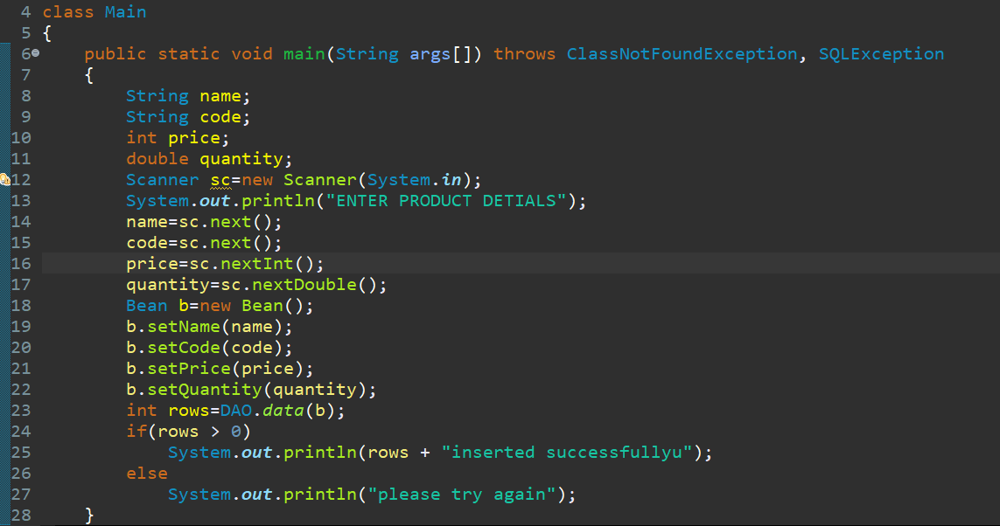 4 class Main
5 {
6 public static void main(String args[]) throws ClassNotFoundException, SQLException
7 {
8 String name;
9 String code;
10 int price;
11 double quantity;
12 Scanner sc=new Scanner(System.in);
13 System.out.println("ENTER PRODUCT DETIALS");
14 name=sc.next();
15 code=sc.next();
16 price=sc.nextInt();
17 quantity=sc.nextDouble();
18 Bean b=new Bean();
19 b.setName(name);
20 b.setCode(code);
21 b.setPrice(price);
22 b.setQuantity(quantity);
23 int rows=DAO.data(b);
24 if(rows > 0)
25 System.out.println(rows + "inserted successfullyu");
26 else
27 System.out.println("please try again");
28 }